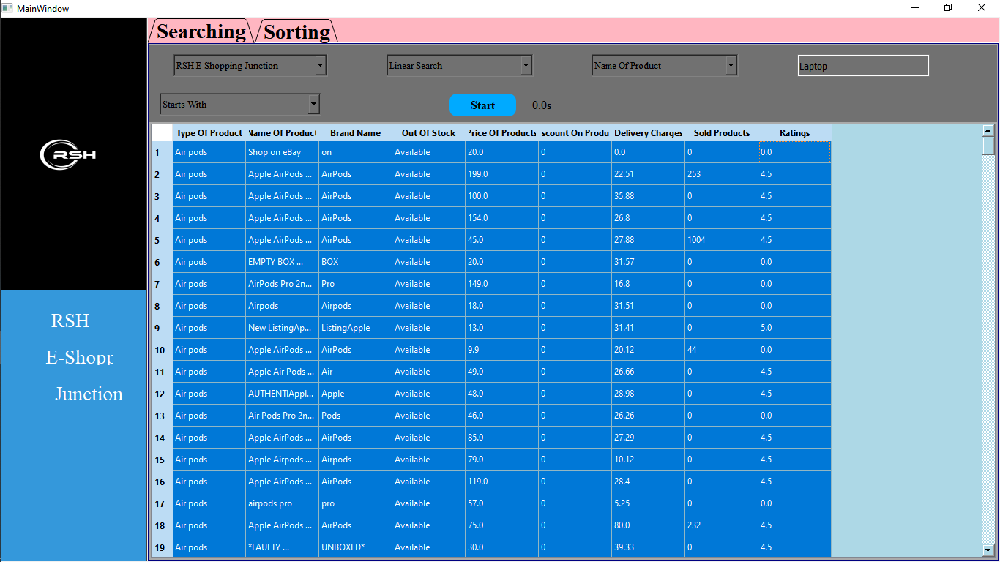 MainWindow
Searching Sorting
RSH E-Shopping Junction Linear Search Name Of Product Laptop
Starts With Start 0.0s
RSH
Type Of Product Name Of Product Brand Name Out Of Stock Price Of Products scount On Produ Delivery Charges Sold Products Ratings
1 Air pods Shop on eBay on Available 20.0 0 0.0 0 0.0
2 Air pods Apple AirPods ... AirPods Available 199.0 0 22.51 253 4.5
3 Air pods Apple AirPods ... AirPods Available 100.0 0 35.88 0 4.5
4 Air pods Apple AirPods ... AirPods Available 154.0 0 26.8 0 4.5
5 Air pods Apple AirPods ... AirPods Available 45.0 0 27.88 1004 4.5
6 Air pods EMPTY BOX ... BOX Available 20.0 0 31.57 0 0.0
7 Air pods AirPods Pro 2n... Pro Available 149.0 0 16.8 0 0.0
8 Air pods Airpods Airpods Available 18.0 0 31.51 0 0.0
9 Air pods New ListingAp... ListingApple Available 13.0 0 31.41 0 5.0
10 Air pods Apple AirPods ... AirPods Available 9.9 0 20.12 44 0.0
11 Air pods Apple Air Pods ... Air Available 49.0 0 26.66 0 4.5
12 Air pods AUTHENTIAppl... Apple Available 48.0 0 28.98 0 4.5
13 Air pods Air Pods Pro 2n... Pods Available 46.0 0 26.26 0 0.0
14 Air pods Apple AirPods ... AirPods Available 85.0 0 27.29 0 4.5
15 Air pods Apple Airpods ... Airpods Available 79.0 0 10.12 0 4.5
16 Air pods Apple AirPods ... AirPods Available 119.0 0 28.4 0 4.5
17 Air pods airpods pro pro Available 57.0 0 5.25 0 0.0
18 Air pods Apple AirPods ... AirPods Available 75.0 0 80.0 232 4.5
19 Air pods *FAULTY ... UNBOXED* Available 30.0 0 39.33 0 4.5
RSH
E-Shopp
Junction